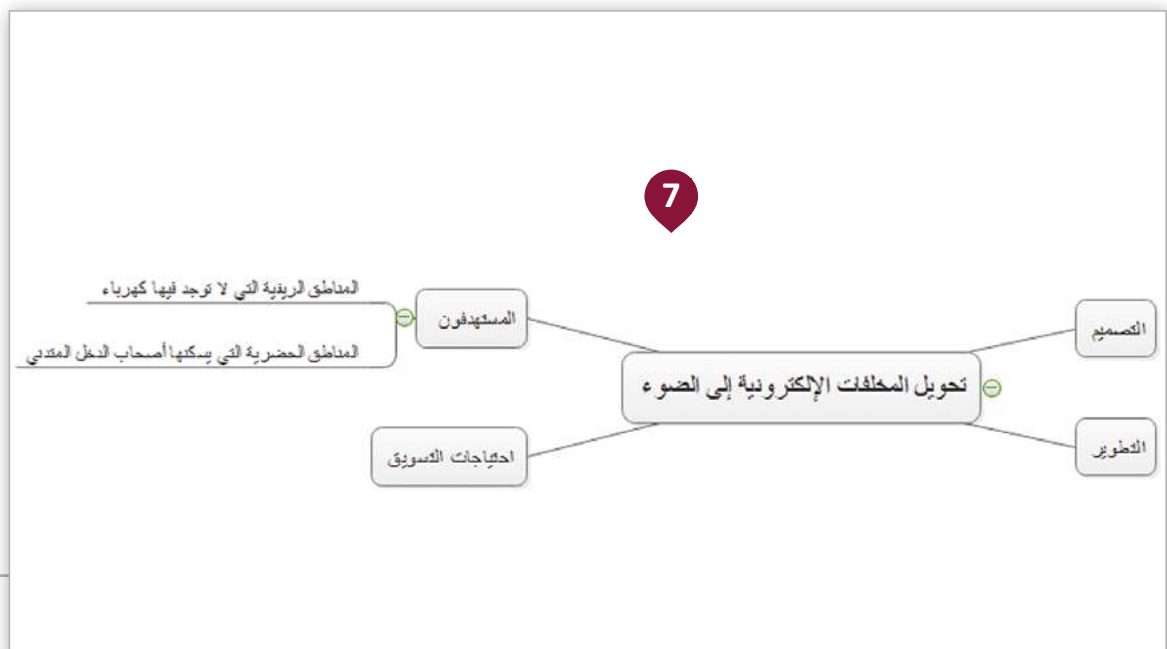 7
التصميم
التطوير
تحويل المخلفات الإلكترونية إلى الضوء
المستهدفون
المناطق الريفية التي لا توجد فيها كهرباء
المناطق الحضرية التي يسكنها أصحاب الدخل المتدني
احتياجات التسويق